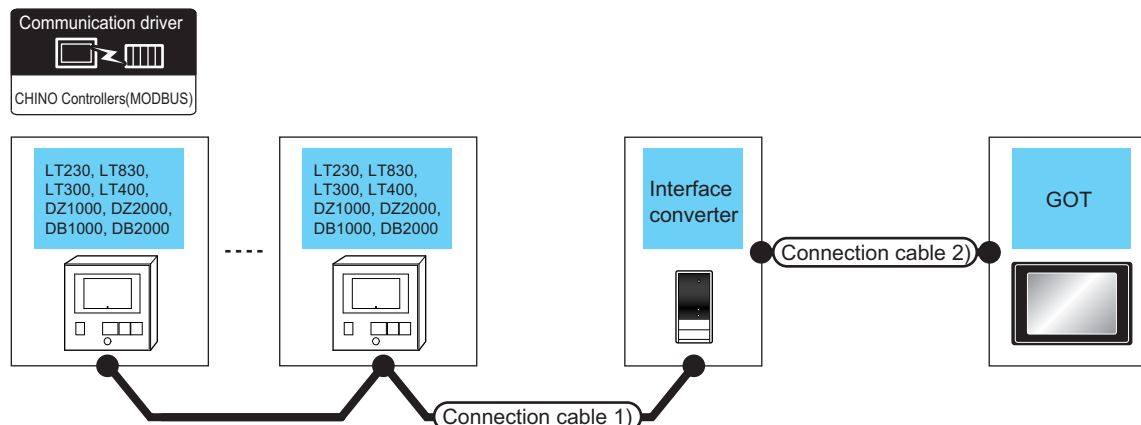 Communication driver
CHINO Controllers(MODBUS)
LT230, LT830,
LT300, LT400,
DZ1000, DZ2000,
DB1000, DB2000
LT230, LT830,
LT300, LT400,
DZ1000, DZ2000,
DB1000, DB2000
Interface
converter
GOT
Connection cable 2)
Connection cable 1)